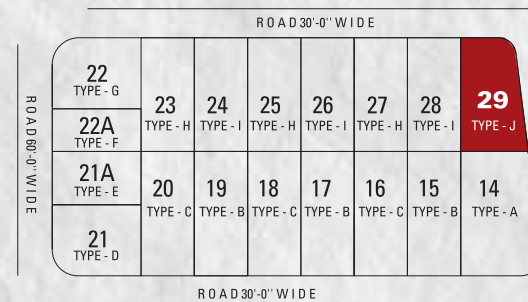 ROAD 30'-0" WIDE
ROAD 60'-0" WIDE
22
TYPE - G
22A
TYPE - F
21A
TYPE - E
21
TYPE - D
23
TYPE - H
24
TYPE - I
25
TYPE - H
26
TYPE - I
27
TYPE - H
28
TYPE - I
29
TYPE - J
20
TYPE - C
19
TYPE - B
18
TYPE - C
17
TYPE - B
16
TYPE - C
15
TYPE - B
14
TYPE - A
ROAD 30'-0" WIDE